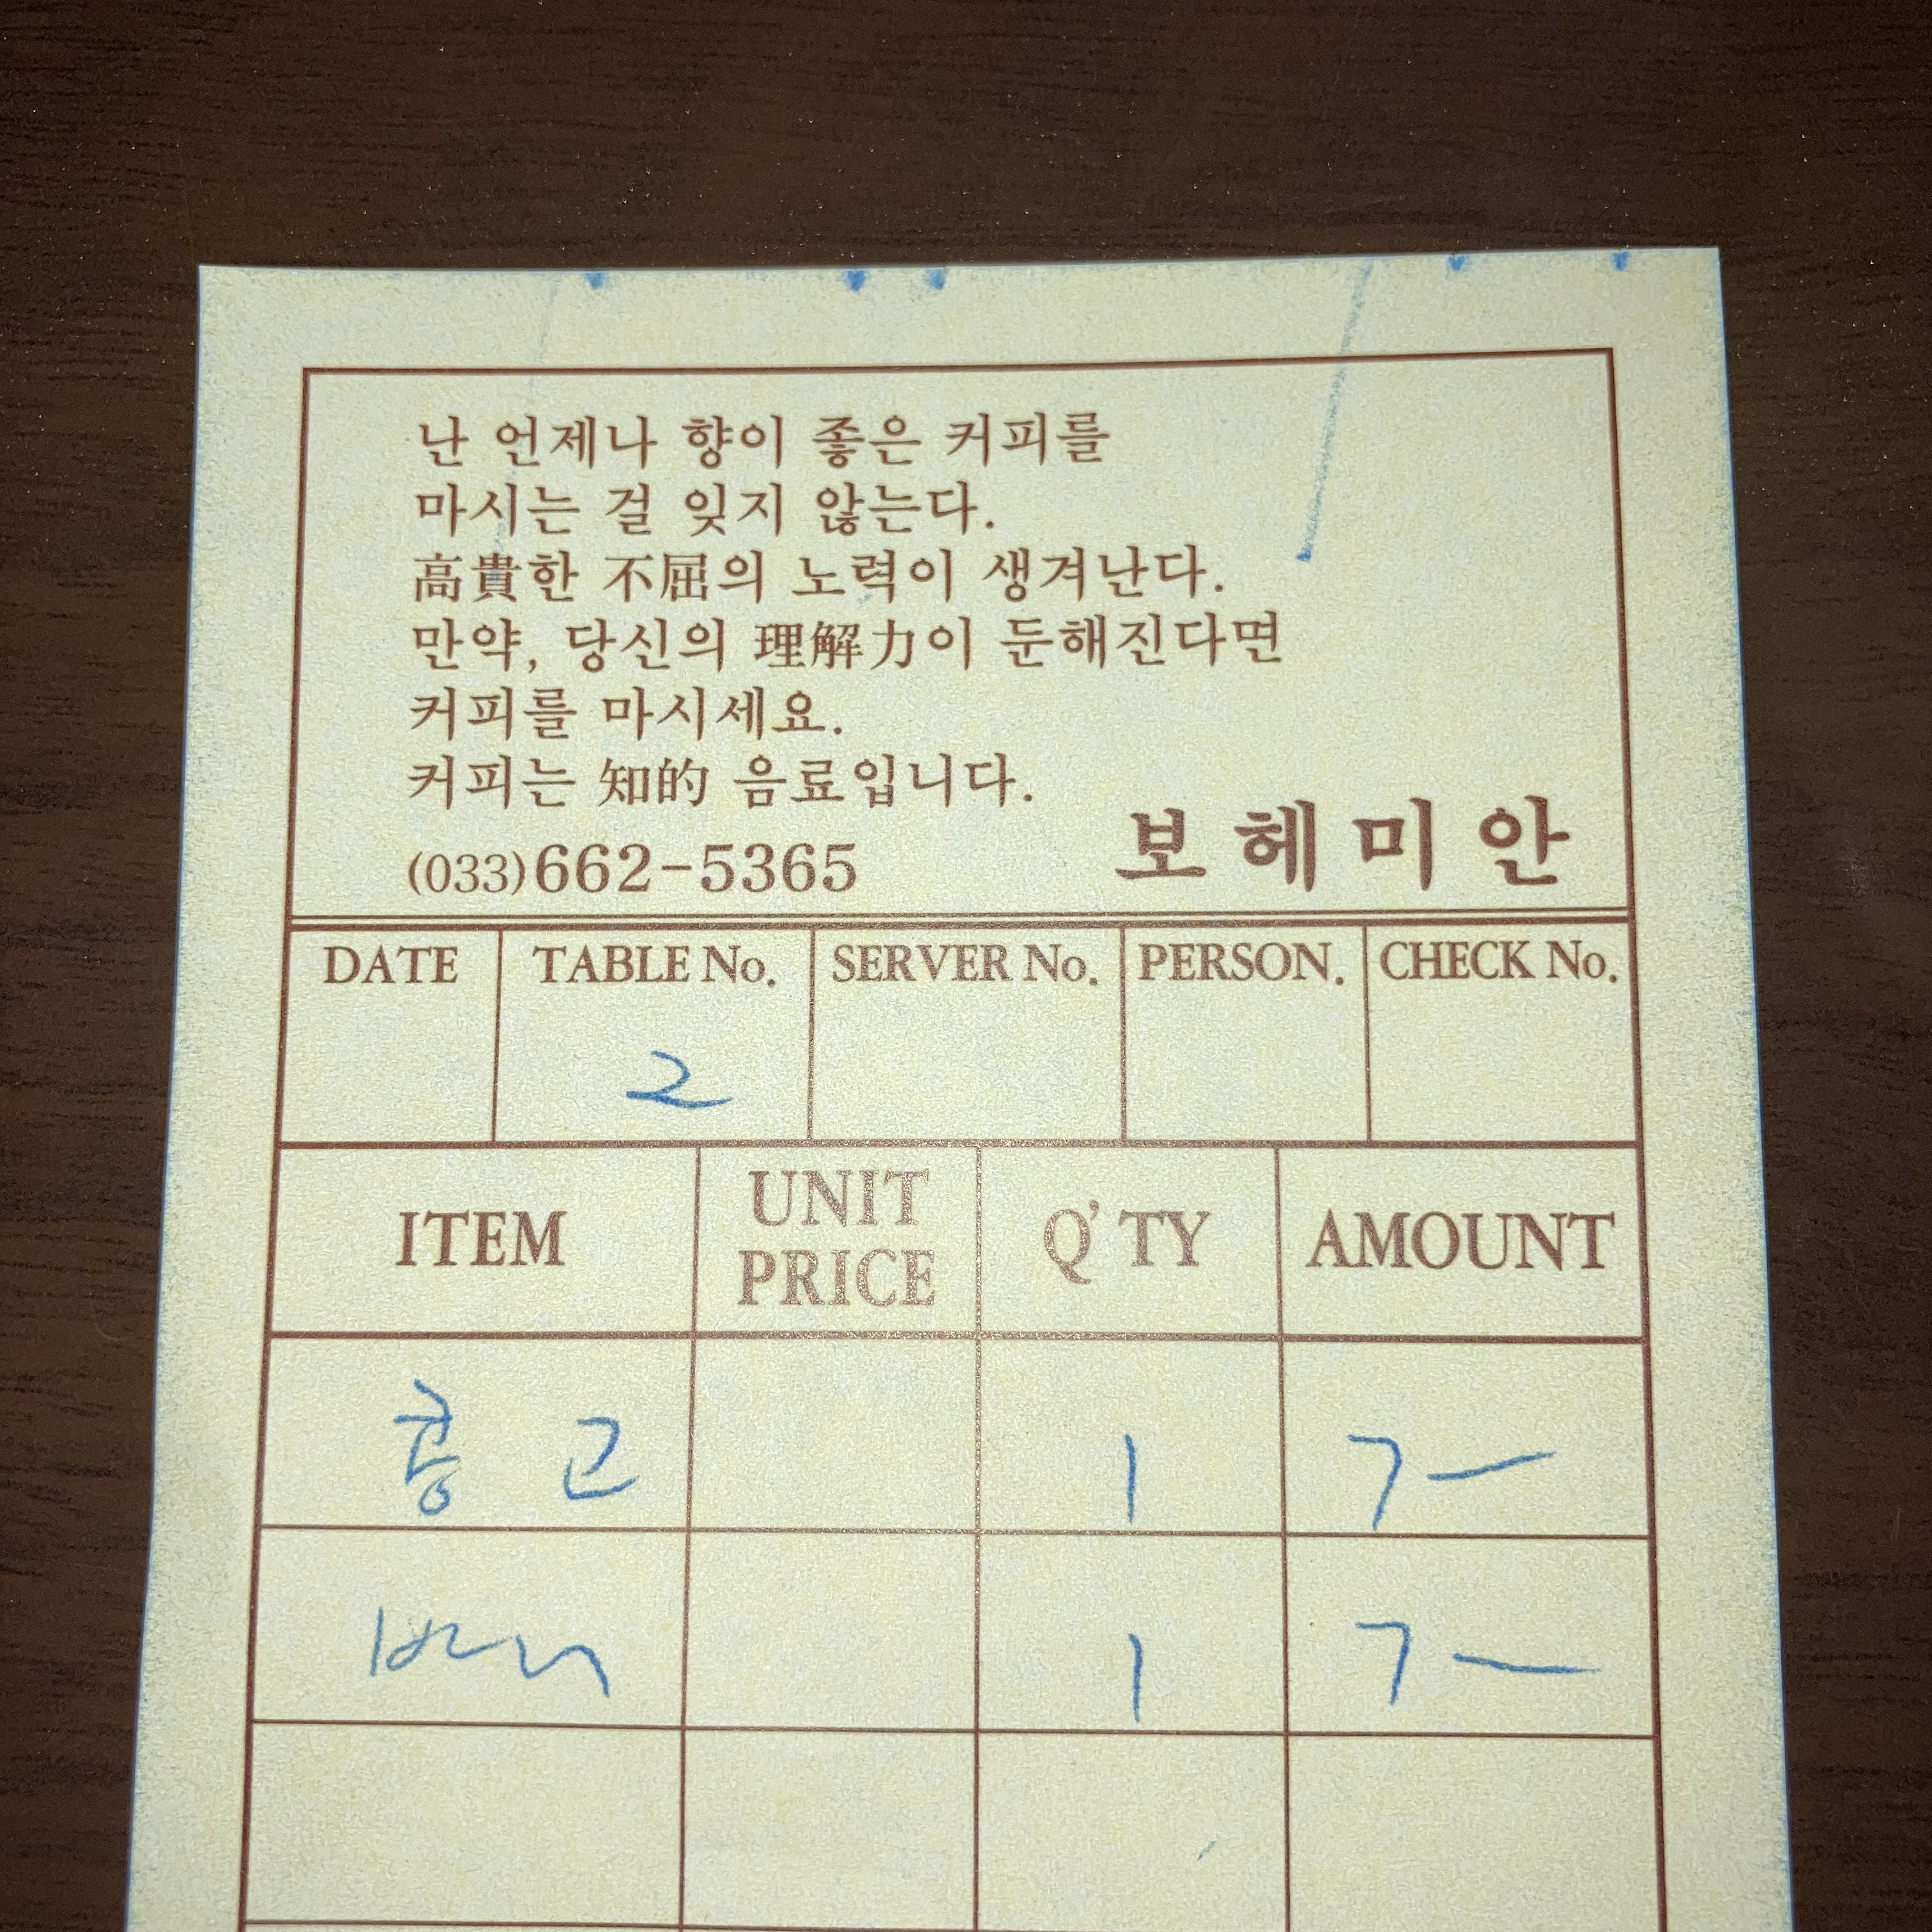 난 언제나 향이 좋은 커피를
마시는 걸 잊지 않는다.
高貴한 不屈의 노력이 생겨난다.
만약, 당신의 理解力이 둔해진다면
커피를 마시세요.
커피는 知的 음료입니다.
(033)662-5365 보헤미안
DATE TABLE No. SERVER No. PERSON. CHECK No.
2
ITEM UNIT PRICE Q'TY AMOUNT
콩고 1 7-
1 7-